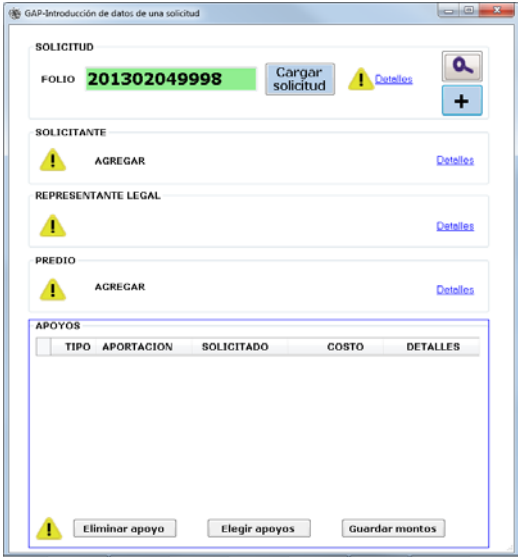 GAP-Introducción de datos de una solicitud
SOLICITUD
FOLIO 201302049998 Cargar solicitud Detalles
+
SOLICITANTE
AGREGAR Detalles
REPRESENTANTE LEGAL
Detalles
PREDIO
AGREGAR Detalles
APOYOS
TIPO APORTACION SOLICITADO COSTO DETALLES
Eliminar apoyo Elegir apoyos Guardar montos